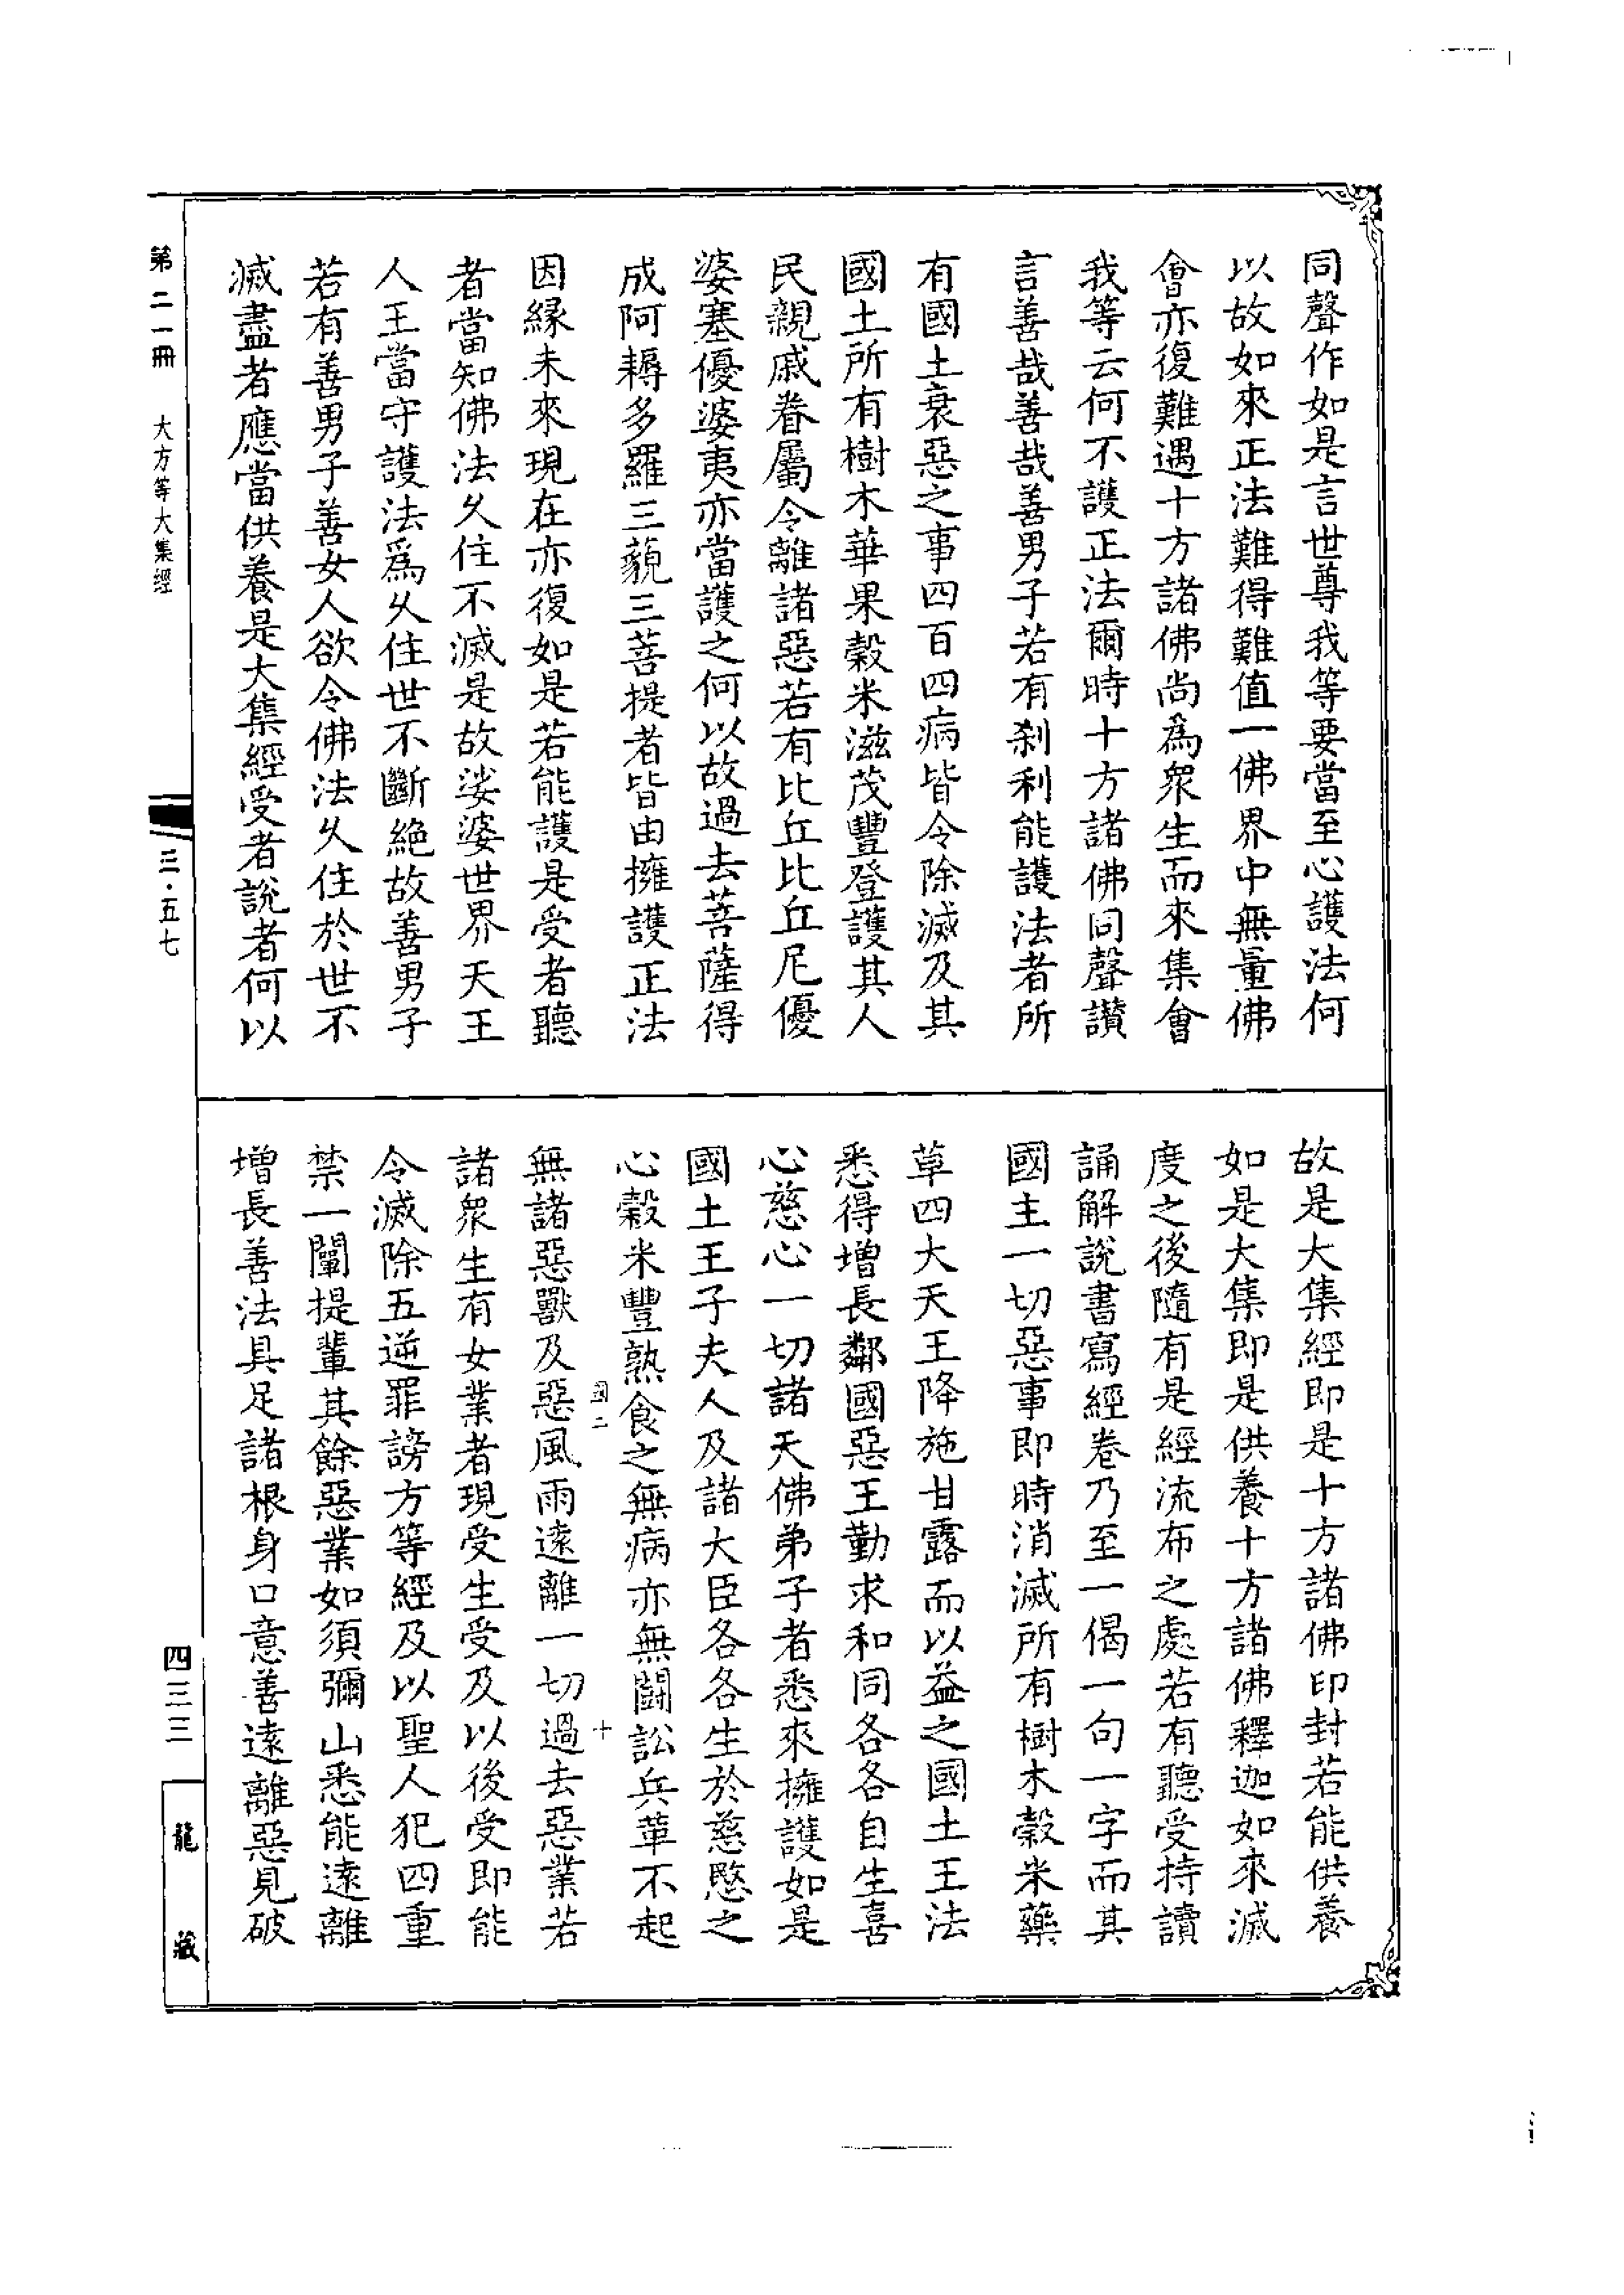 同聲作如是言世尊我等要當至心護法何
以故如來正法難得難值一佛界中無量佛
會亦復難遇十方諸佛尚爲衆生而來集會
我等云何不護正法爾時十方諸佛同聲讃
言善哉善哉善男子若有刹利能護法者所
有國土衰惡之事四百四病皆令除滅及其
國土所有樹木華果穀米滋茂豐登護其人
民親戚眷屬令離諸惡若有比丘比丘尼優
婆塞優婆夷亦當護之何以故過去菩薩得
成阿耨多羅三藐三菩提者皆由擁護正法
因緣未來現在亦復如是若能護是受者聽
者當知佛法久住不滅是故娑婆世界天王
人王當守護法爲久住世不斷絶故善男子
若有善男子善女人欲令佛法久住於世不
滅盡者應當供養是大集經受者說者何以
故是大集經即是十方諸佛印封若能供養
如是大集即是供養十方諸佛釋迦如來滅
度之後隨有是經流布之處若有聽受持讀
誦解說書寫經卷乃至一偈一句一字而其
國主一切惡事即時消滅所有樹木穀米藥
草四大天王降施甘露而以益之國土王法
悉得增長鄰國惡王勤求和同各各自生喜
心慈心一切諸天佛弟子者悉來擁護如是
國土王子夫人及諸大臣各各生於慈愍之
心穀米豐熟食之無病亦無鬪訟兵革不起
國二 十
無諸惡獸及惡風雨遠離一切過去惡業若
諸衆生有女業者現受生受及以後受即能
令滅除五逆罪謗方等經及以聖人犯四重
禁一闡提輩其餘惡業如須彌山悉能遠離
增長善法具足諸根身口意善遠離惡見破
第二一冊 大方等大集經 三·五七
四三三
龍藏